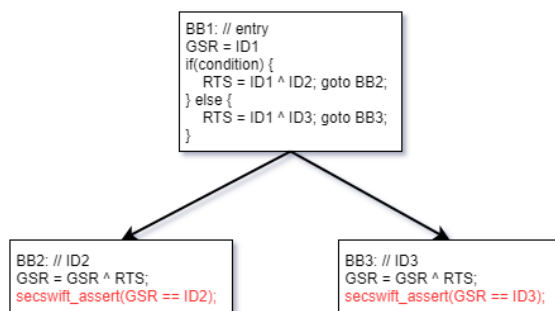 BB1: // entry
GSR = ID1
if(condition) {
RTS = ID1 ^ ID2; goto BB2;
} else {
RTS = ID1 ^ ID3; goto BB3;
}
BB2: // ID2
GSR = GSR ^ RTS;
secswift_assert(GSR == ID2);
BB3: // ID3
GSR = GSR ^ RTS;
secswift_assert(GSR == ID3);